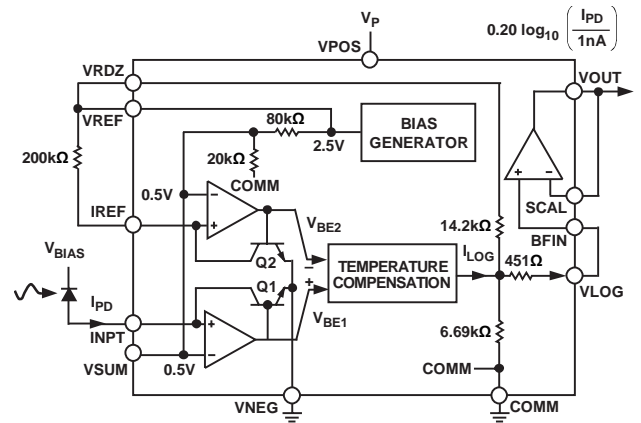 V_P
0.20 log_10 (I_PD / 1nA)
VPOS
VRDZ
VOUT
VREF
80kΩ
2.5V
BIAS
GENERATOR
200kΩ
20kΩ
COMM
0.5V
–
+
+
–
SCAL
IREF
V_BE2
14.2kΩ
BFIN
V_BIAS
Q2
–
+
TEMPERATURE
COMPENSATION
I_LOG
451Ω
VLOG
I_PD
Q1
INPT
+
–
V_BE1
6.69kΩ
VSUM
0.5V
COMM
VNEG
COMM